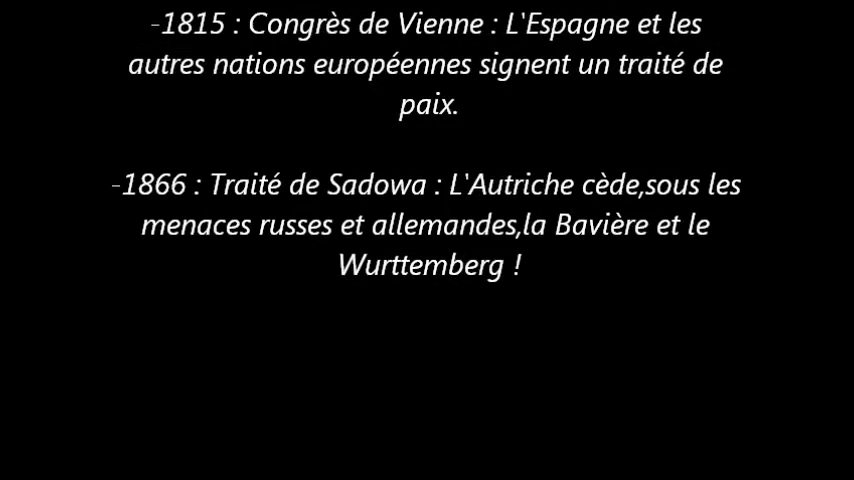 -1815 : Congrès de Vienne : L'Espagne et les
autres nations européennes signent un traité de
paix.
-1866 : Traité de Sadowa : L'Autriche cède,sous les
menaces russes et allemandes,la Bavière et le
Wurttemberg !